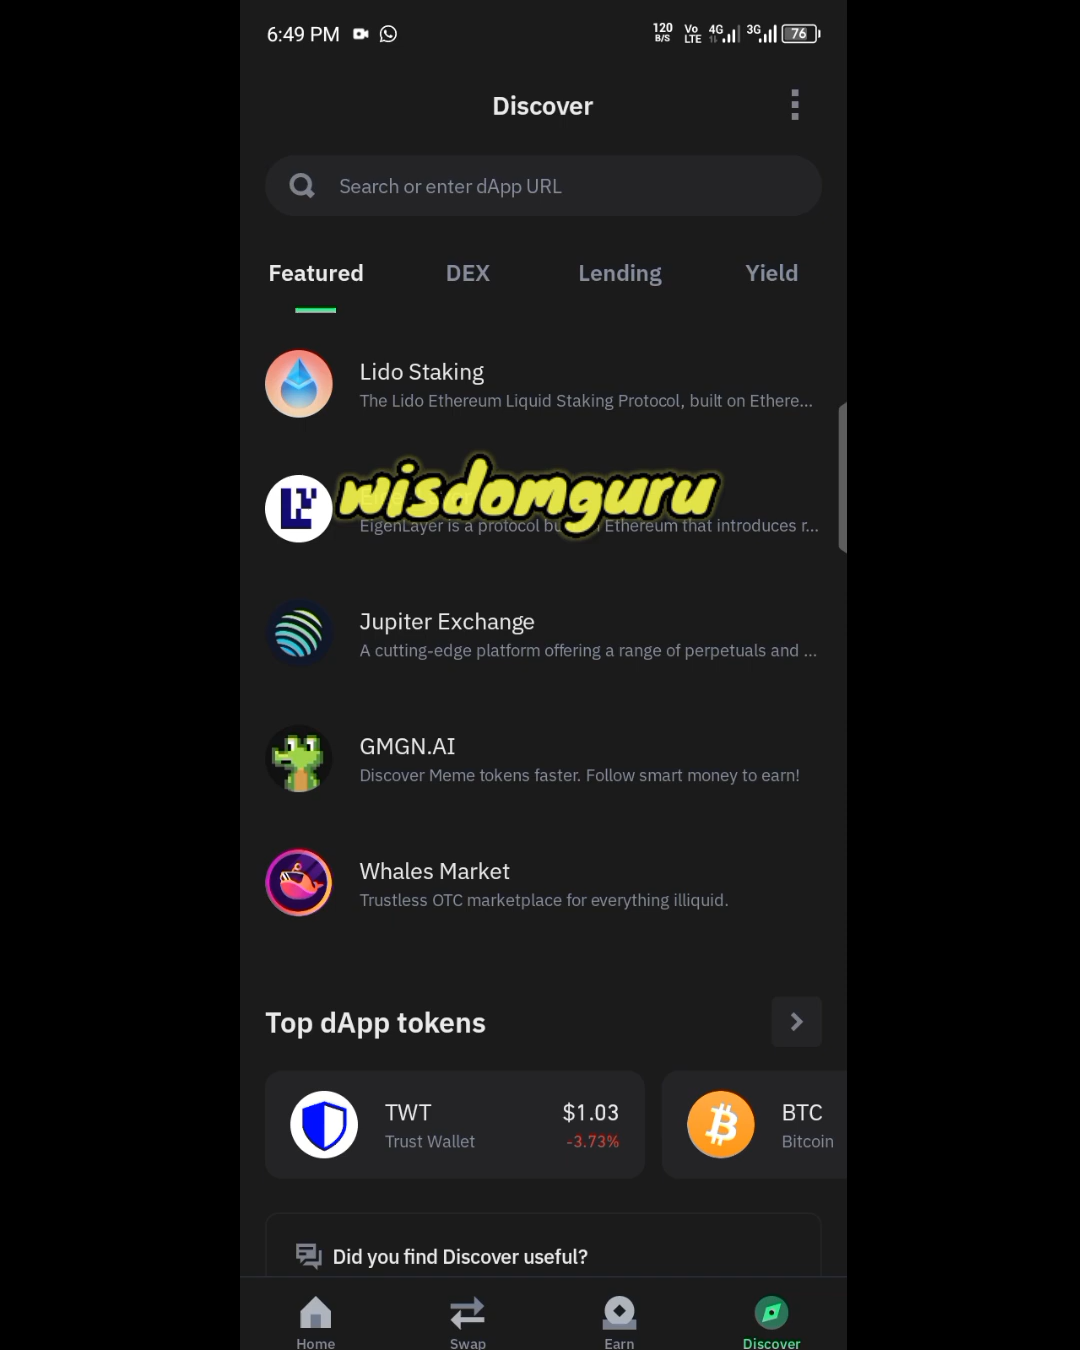 6:49 PM
120 B/S Vo LTE 4G 3G 76
Discover
Search or enter dApp URL
Featured DEX Lending Yield
Lido Staking
The Lido Ethereum Liquid Staking Protocol, built on Ethere...
wisdomguru
EigenLayer is a protocol Ethereum that introduces r...
Jupiter Exchange
A cutting-edge platform offering a range of perpetuals and ...
GMGN.AI
Discover Meme tokens faster. Follow smart money to earn!
Whales Market
Trustless OTC marketplace for everything illiquid.
Top dApp tokens
TWT $1.03 BTC
Trust Wallet -3.73% Bitcoin
Did you find Discover useful?
Home Swap Earn Discover